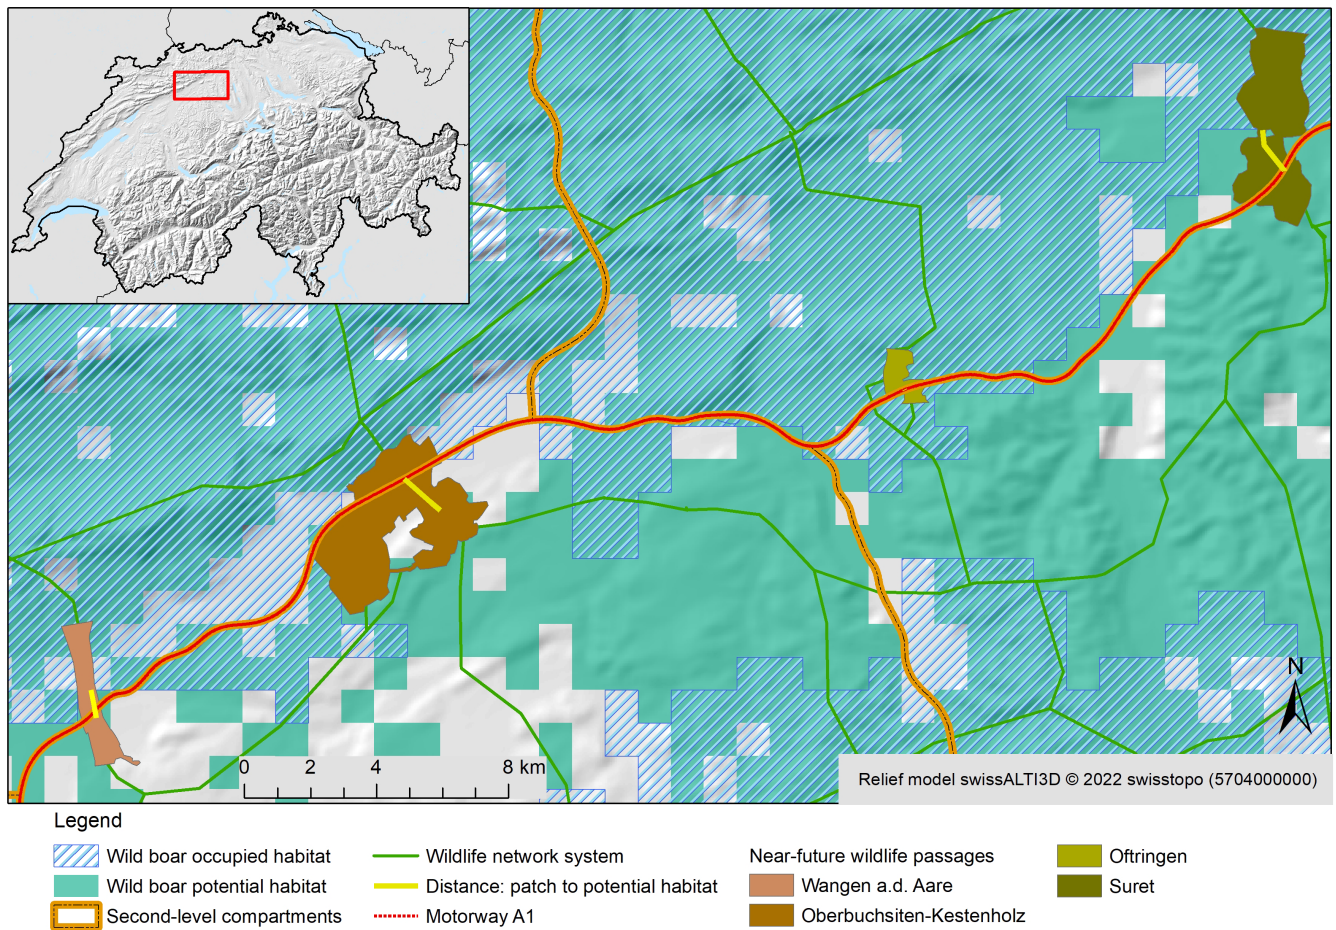 N
0 2 4 8 km
Relief model swissALTI3D © 2022 swisstopo (5704000000)
Legend
Wild boar occupied habitat
Wild boar potential habitat
Second-level compartments
Wildlife network system
Distance: patch to potential habitat
Motorway A1
Near-future wildlife passages
Wangen a.d. Aare
Oberbuchsiten-Kestenholz
Oftringen
Suret